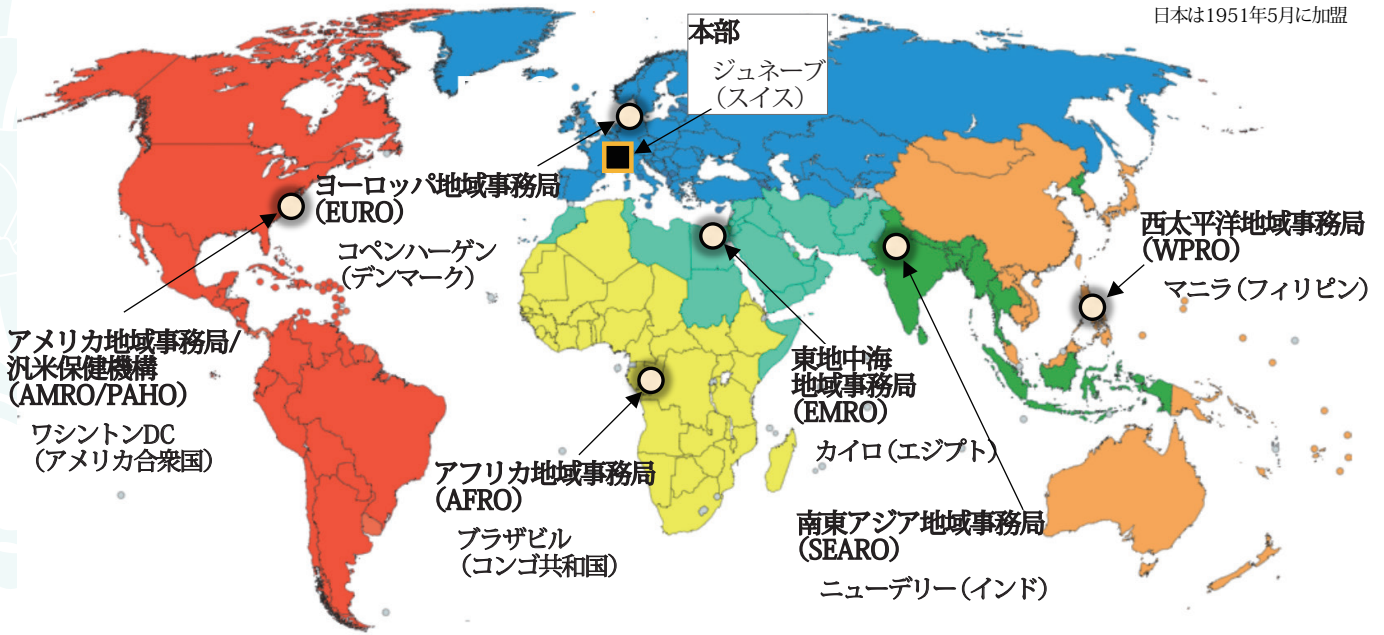 日本は1951年5月に加盟
本部
ジュネーブ
（スイス）
ヨーロッパ地域事務局
（EURO）
コペンハーゲン
（デンマーク）
西太平洋地域事務局
（WPRO）
マニラ（フィリピン）
アメリカ地域事務局/
汎米保健機構
（AMRO/PAHO）
ワシントンDC
（アメリカ合衆国）
東地中海
地域事務局
（EMRO）
カイロ（エジプト）
アフリカ地域事務局
（AFRO）
ブラザビル
（コンゴ共和国）
南東アジア地域事務局
（SEARO）
ニューデリー（インド）